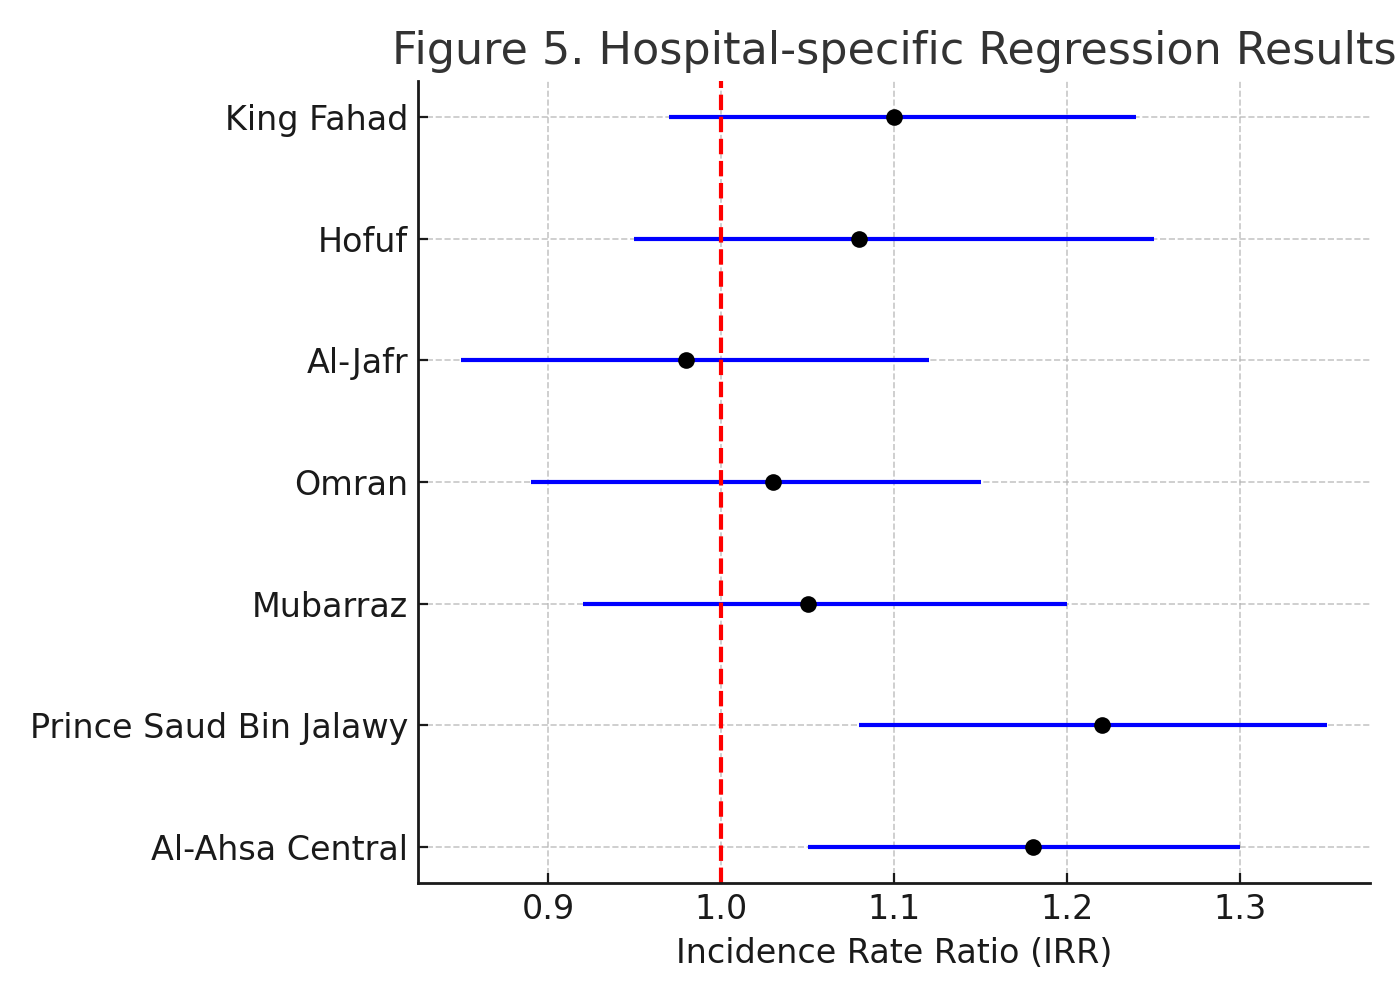 Figure 5. Hospital-specific Regression Results
King Fahad
Hofuf
Al-Jafr
Omran
Mubarraz
Prince Saud Bin Jalawy
Al-Ahsa Central
0.9 1.0 1.1 1.2 1.3
Incidence Rate Ratio (IRR)